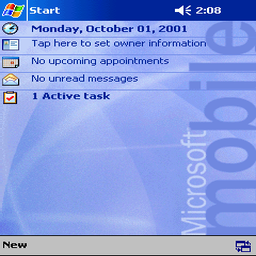 Start 2:08
Monday, October 01, 2001
Tap here to set owner information
No upcoming appointments
No unread messages
1 Active task
Microsoft
mobile
New